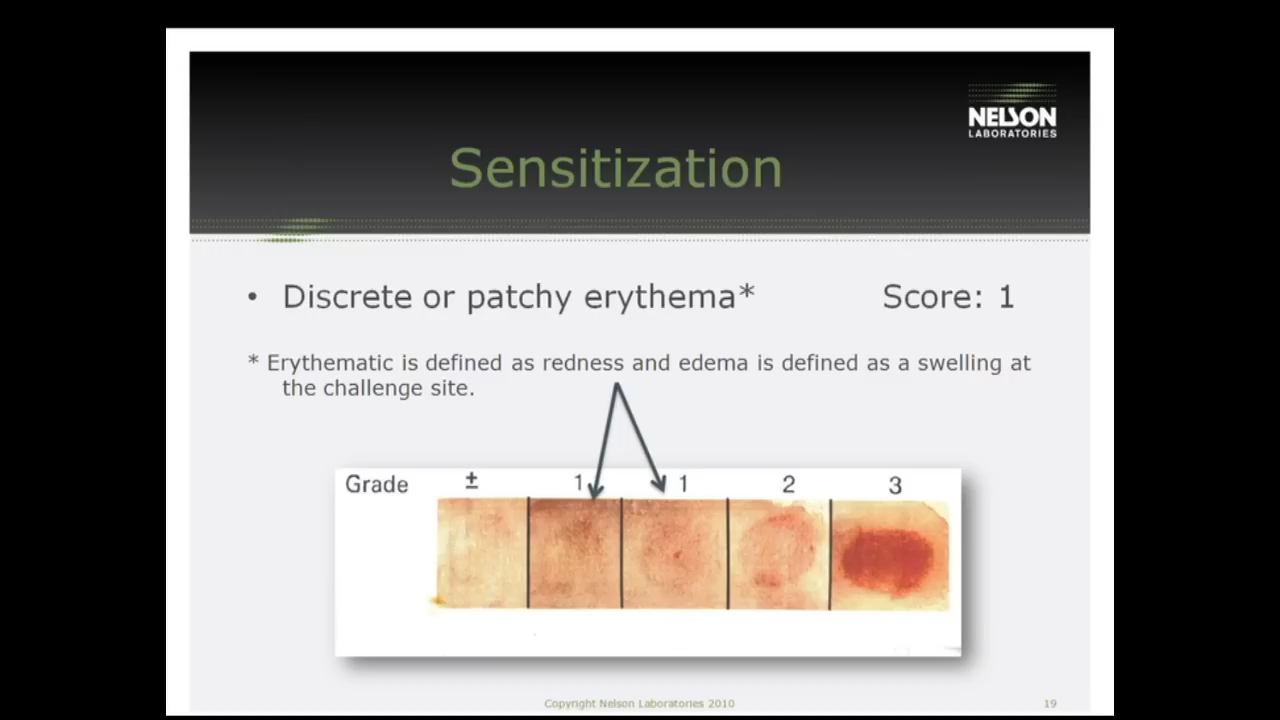 NELSON
LABORATORIES
Sensitization
• Discrete or patchy erythema* Score: 1
* Erythematic is defined as redness and edema is defined as a swelling at
the challenge site.
Grade ± 1 1 2 3
Copyright Nelson Laboratories 2010 19